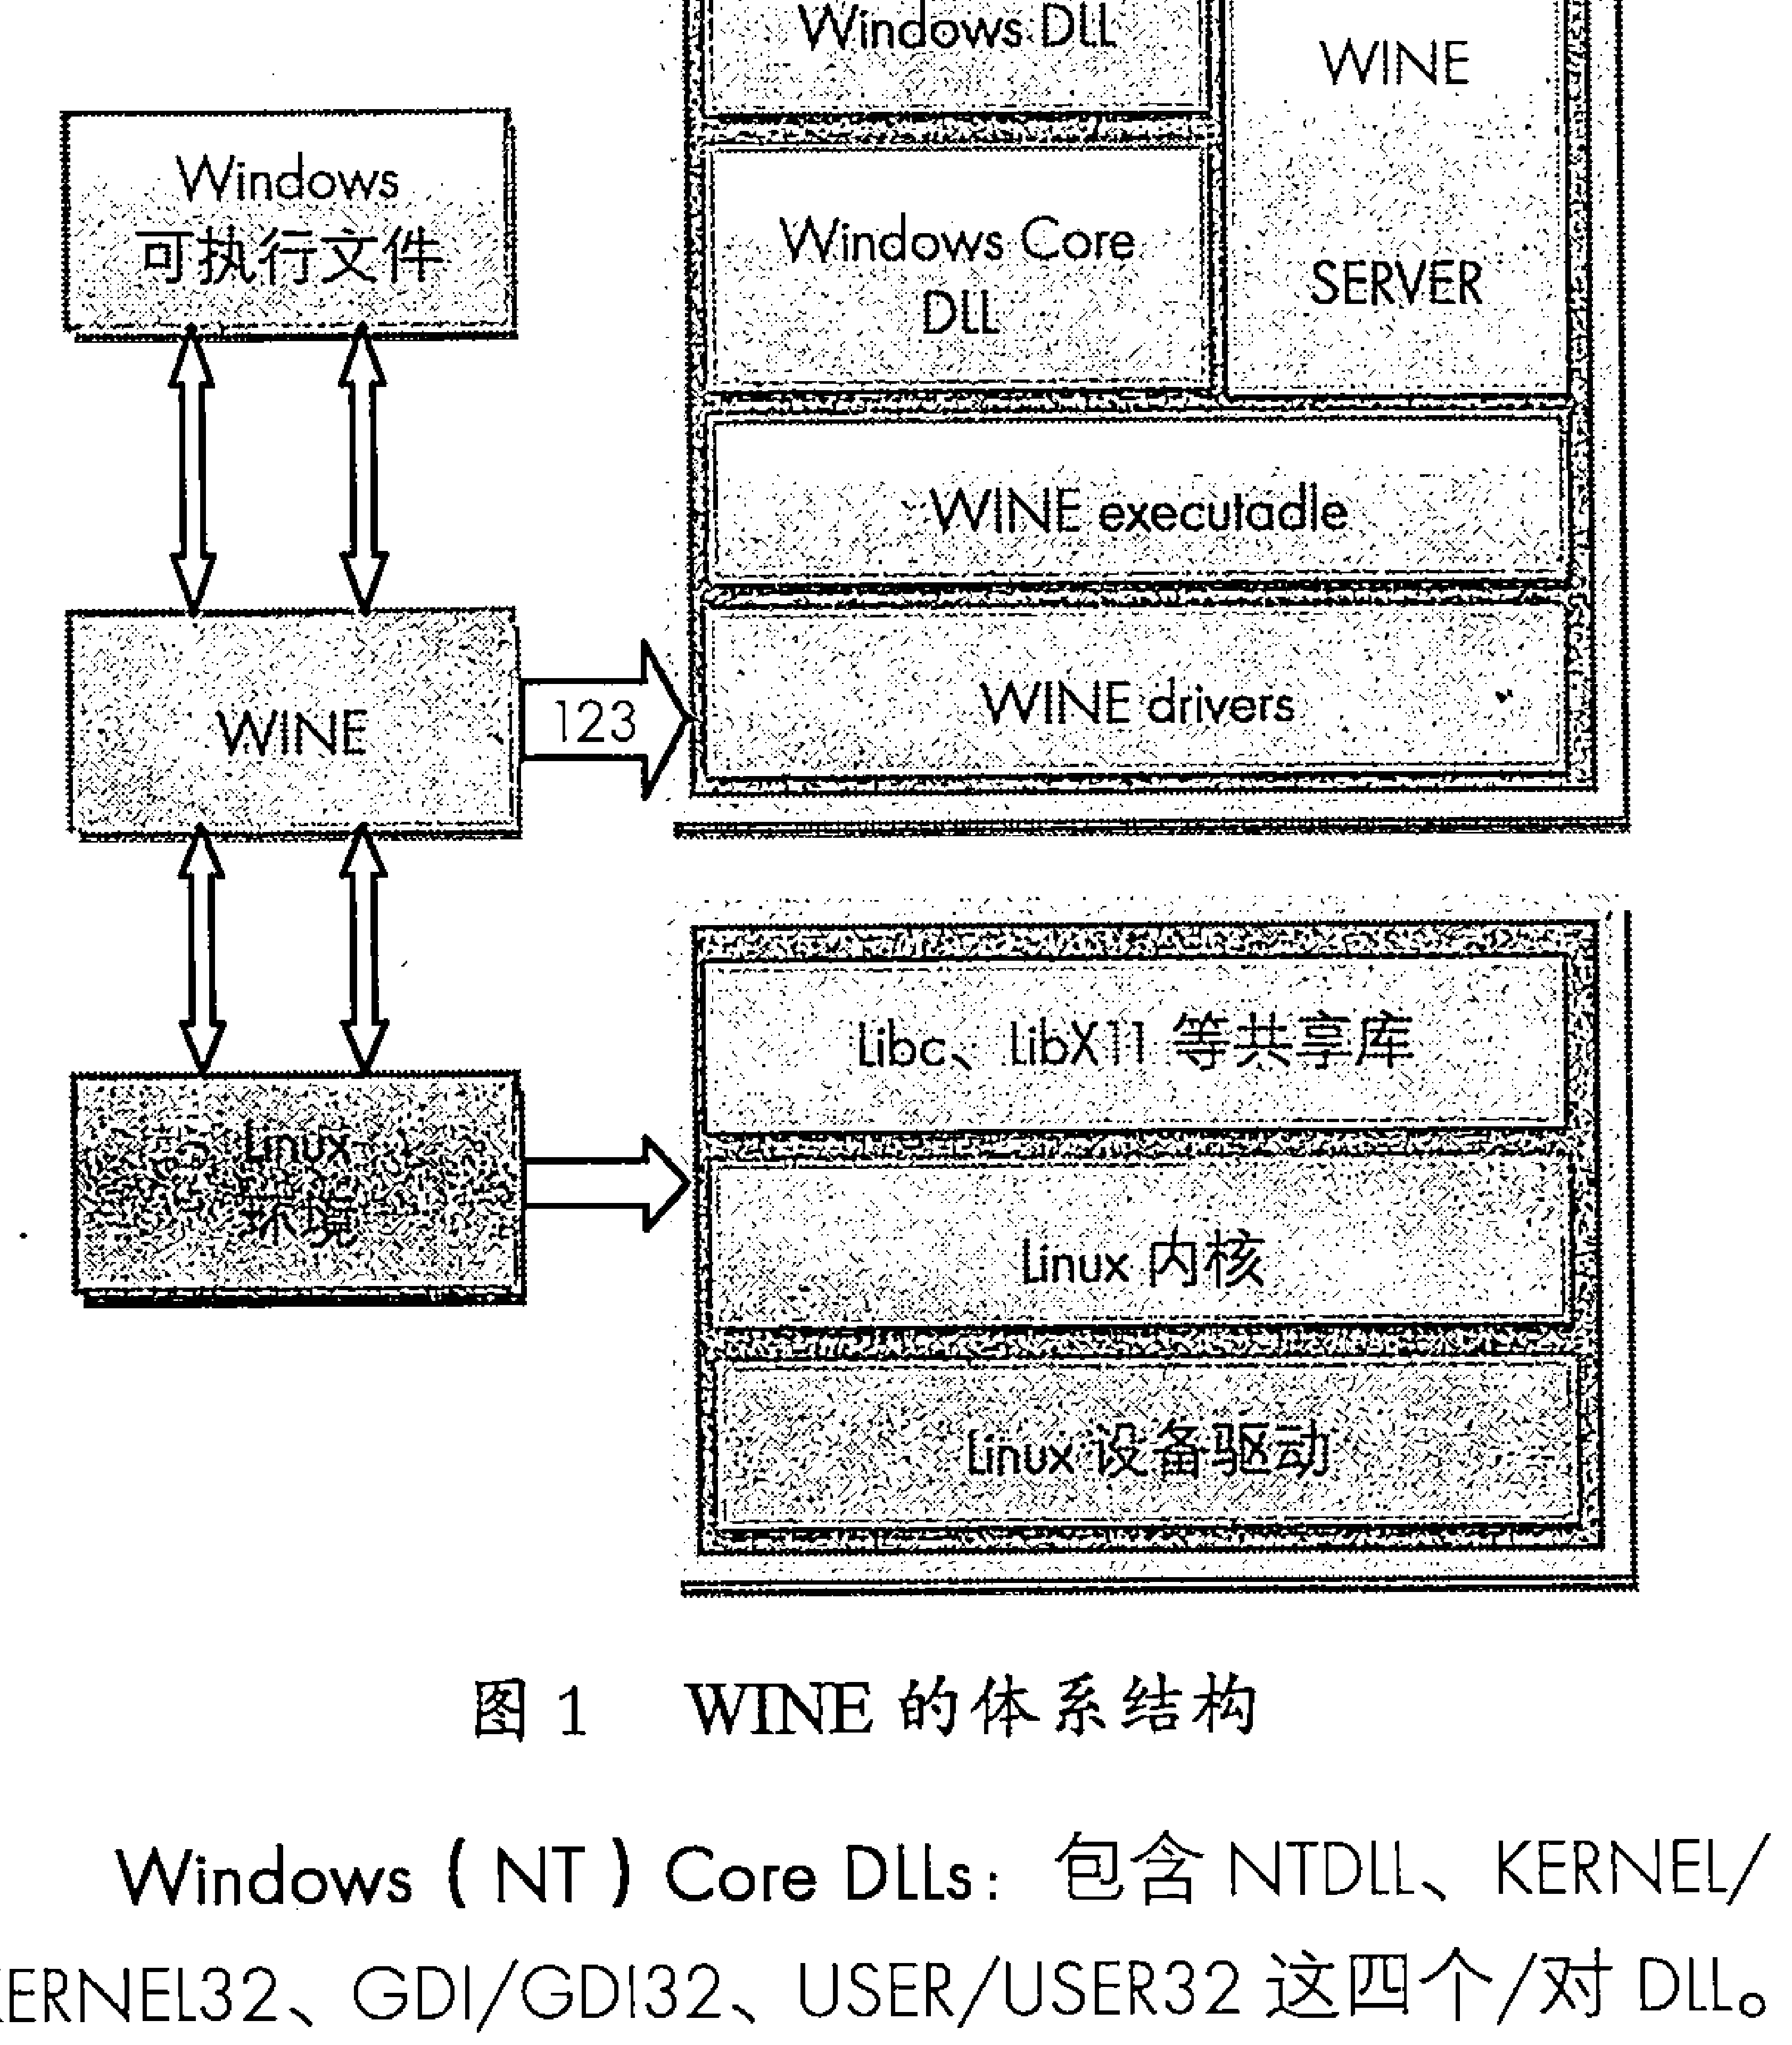 Windows DLL
WINE
SERVER
Windows
可执行文件
Windows Core
DLL
WINE executadle
WINE
123
WINE drivers
Libc、LibX11 等共享库
Linux
环境
Linux 内核
Linux 设备驱动
图 1 WINE 的体系结构
Windows（NT）Core DLLs：包含 NTDLL、KERNEL/
KERNEL32、GDI/GDI32、USER/USER32 这四个/对 DLL。